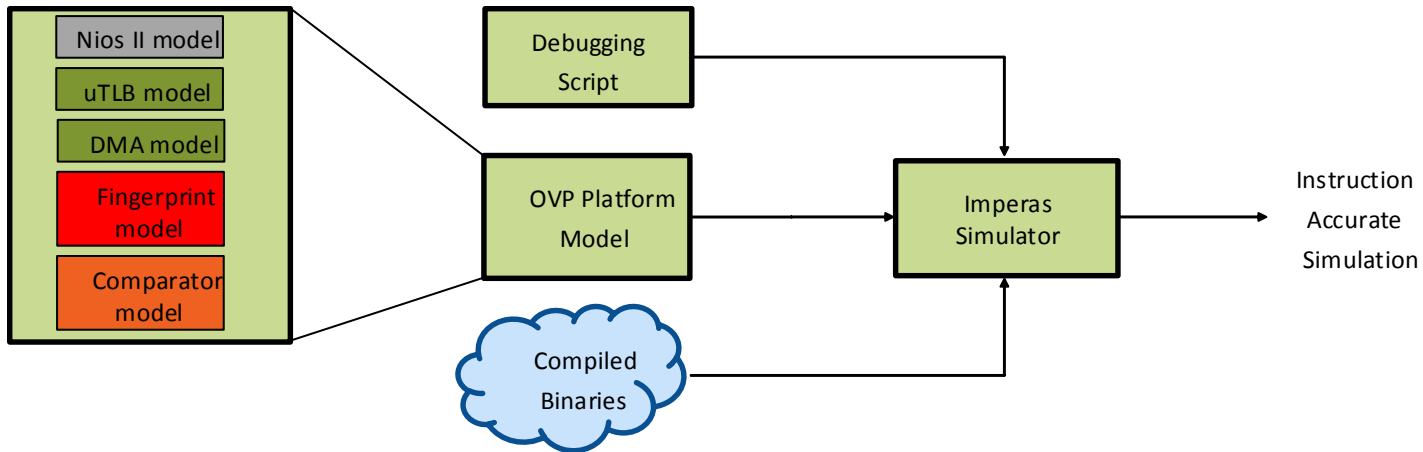 Nios II model
uTLB model
DMA model
Fingerprint
model
Comparator
model
Debugging
Script
OVP Platform
Model
Compiled
Binaries
Imperas
Simulator
Instruction
Accurate
Simulation